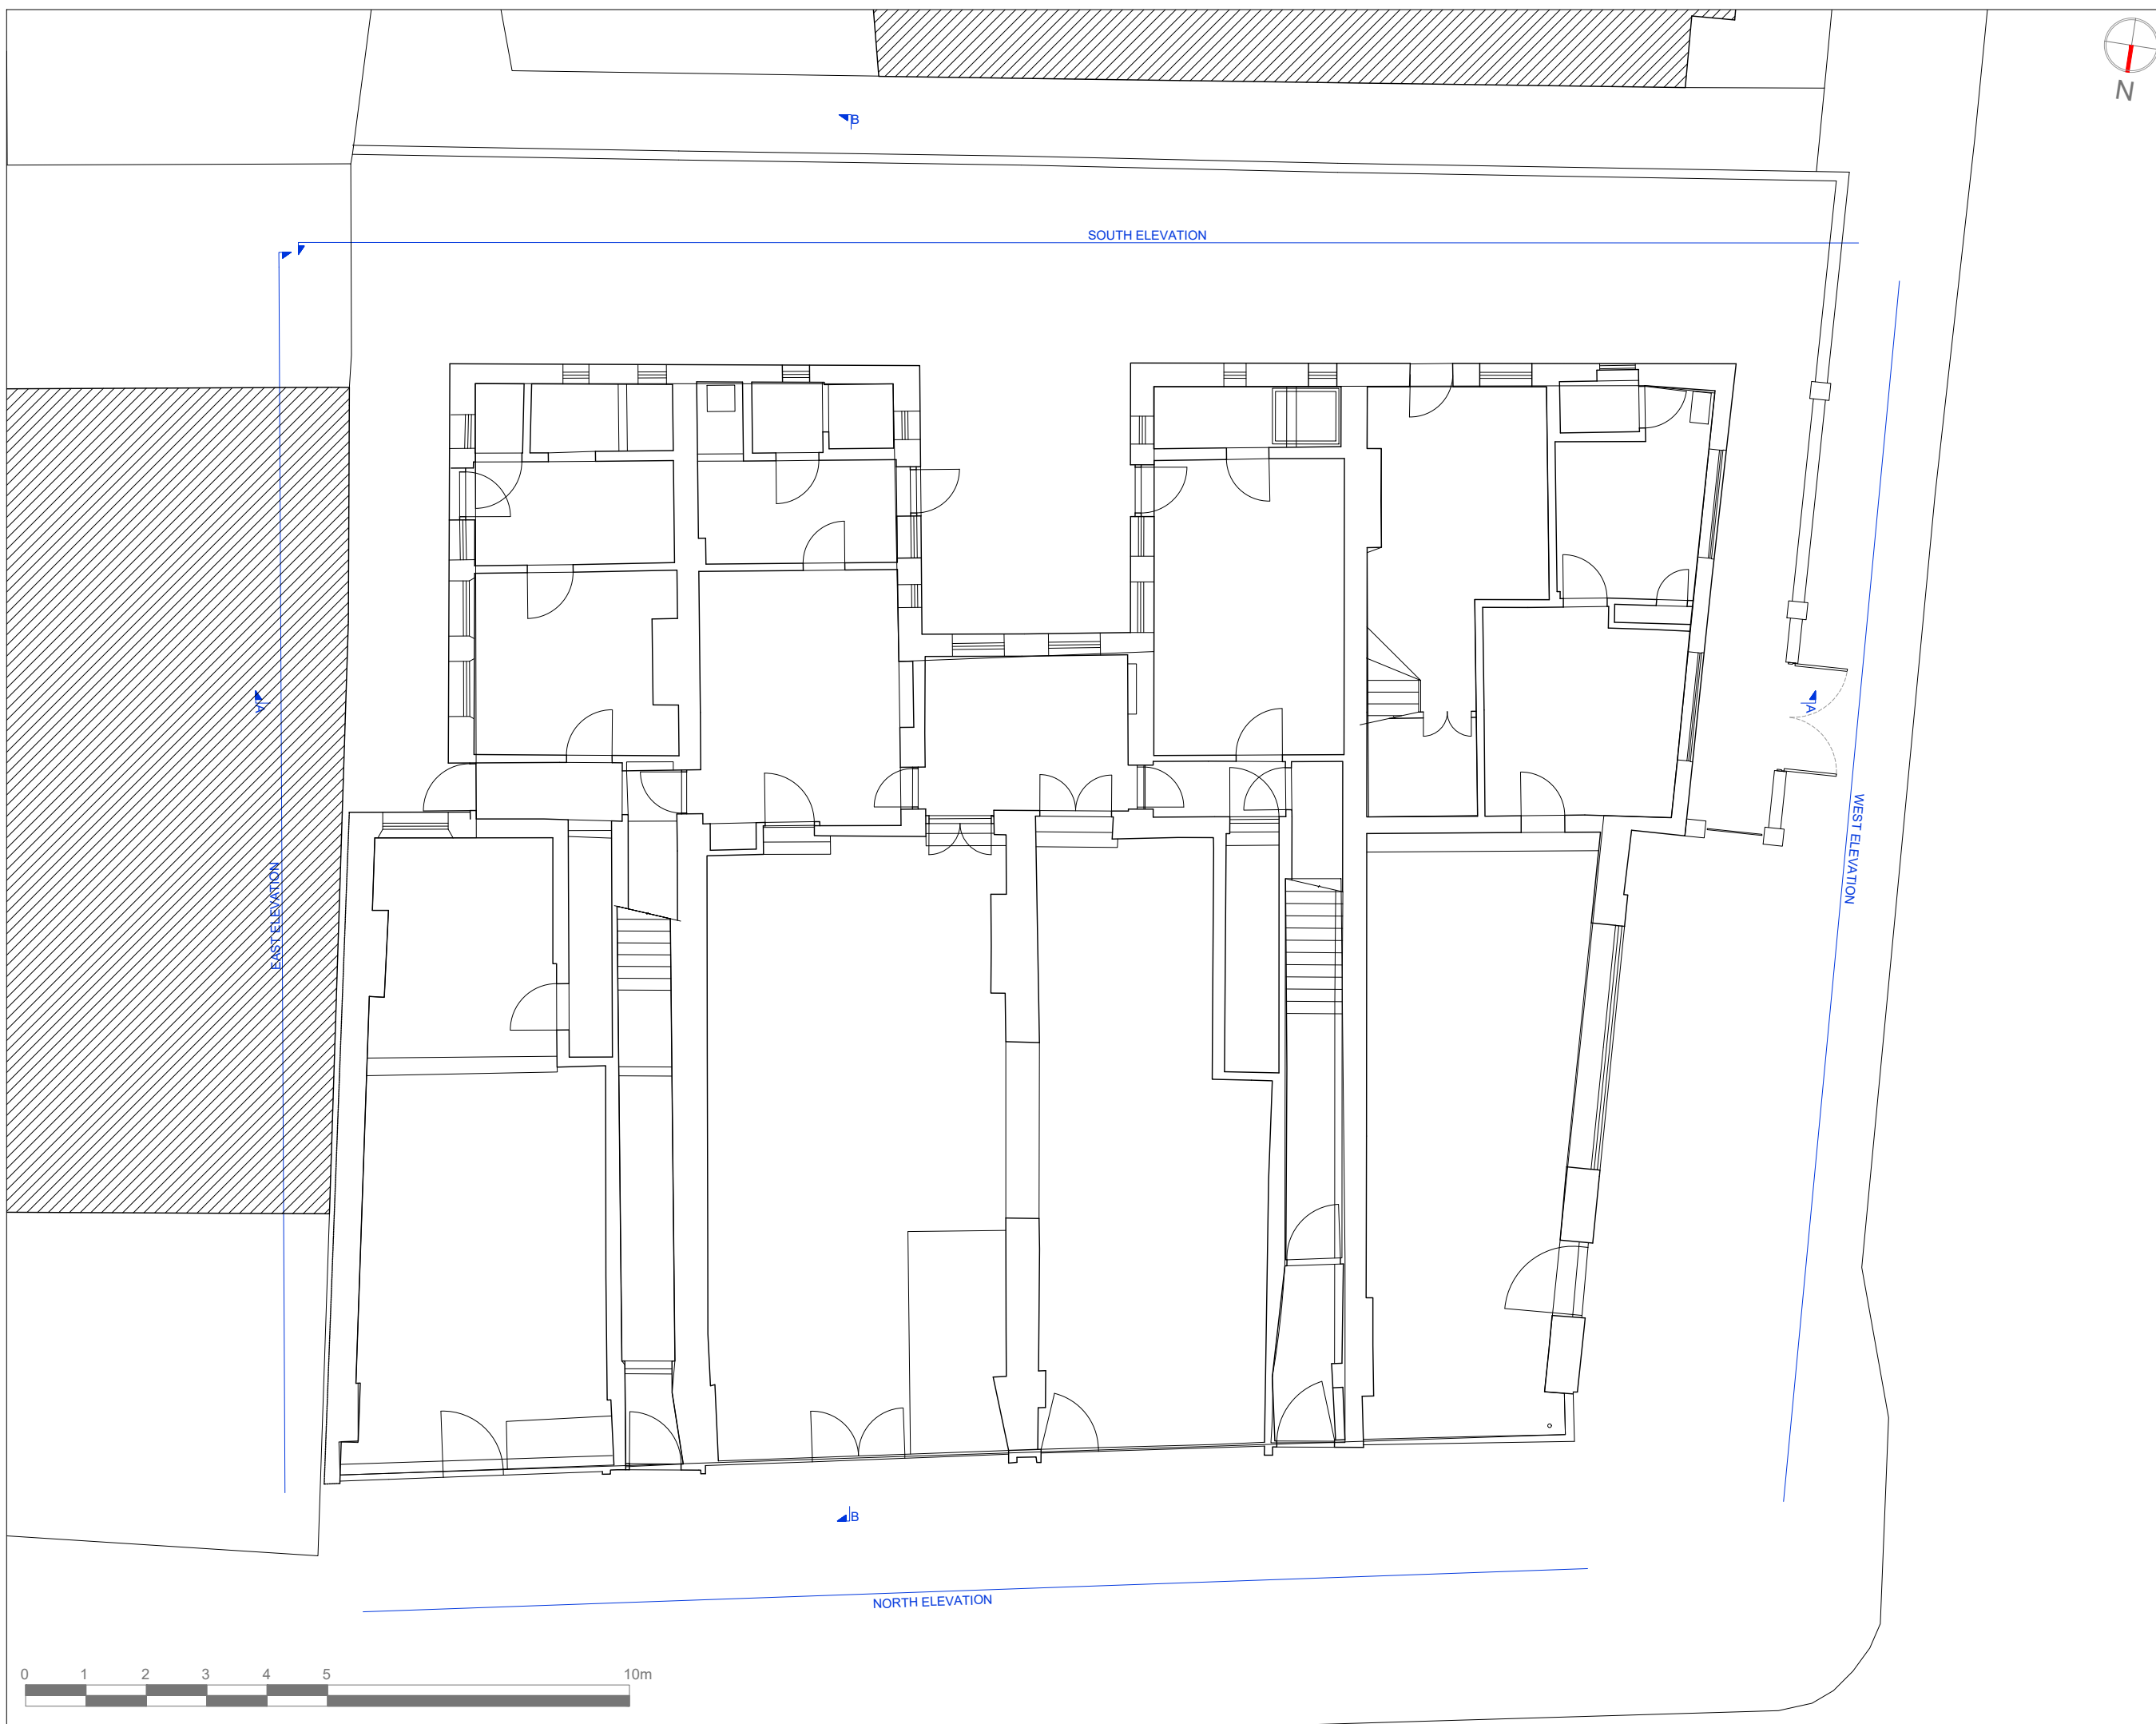 N
B
SOUTH ELEVATION
A
A
WEST ELEVATION
EAST ELEVATION
B
NORTH ELEVATION
0 1 2 3 4 5 10m